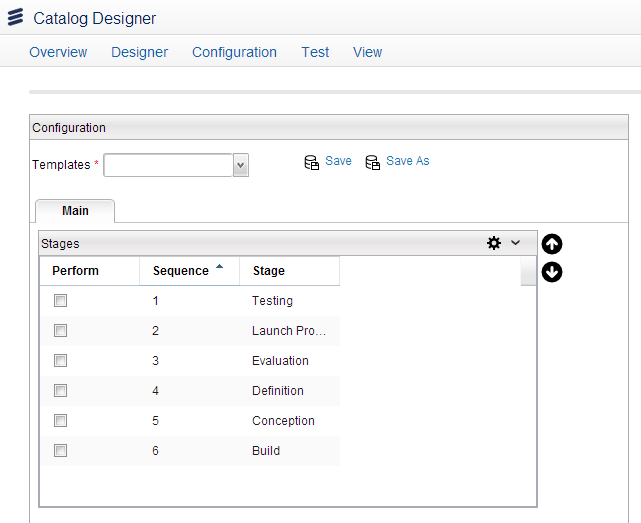 Catalog Designer
Overview Designer Configuration Test View
Configuration
Templates * Save Save As
Main
Stages
Perform Sequence Stage
1 Testing
2 Launch Pro...
3 Evaluation
4 Definition
5 Conception
6 Build